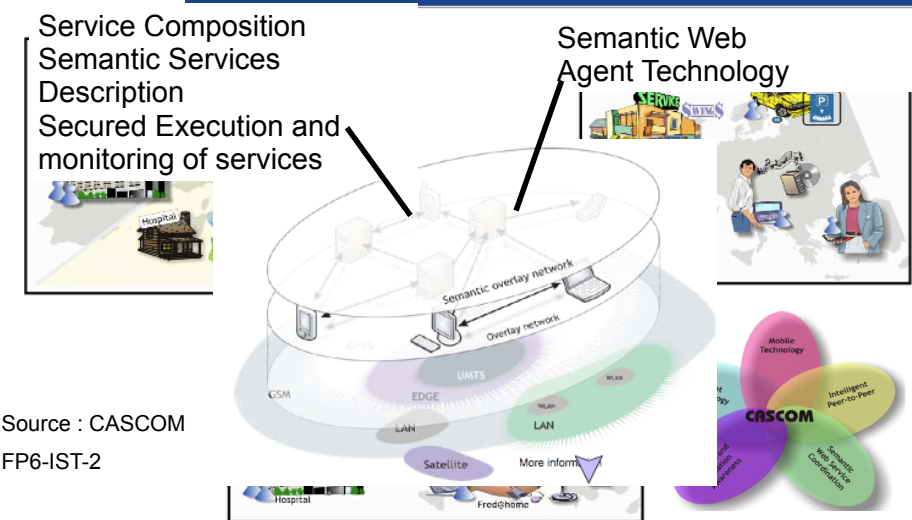 Service Composition
Semantic Services
Description
Secured Execution and
monitoring of services
Semantic Web
Agent Technology
SERVICE
SWINGS
P
Hospital
Semantic overlay network
Overlay network
GPRS
UMTS
GSM
EDGE
WLAN
WLAN
LAN
LAN
Satellite
More inform
Mobile
Technology
Intelligent
Peer-to-Peer
CASCOM
Semantic
Web Service
Coordination
and
Source : CASCOM
FP6-IST-2
Hospital
Fred@home